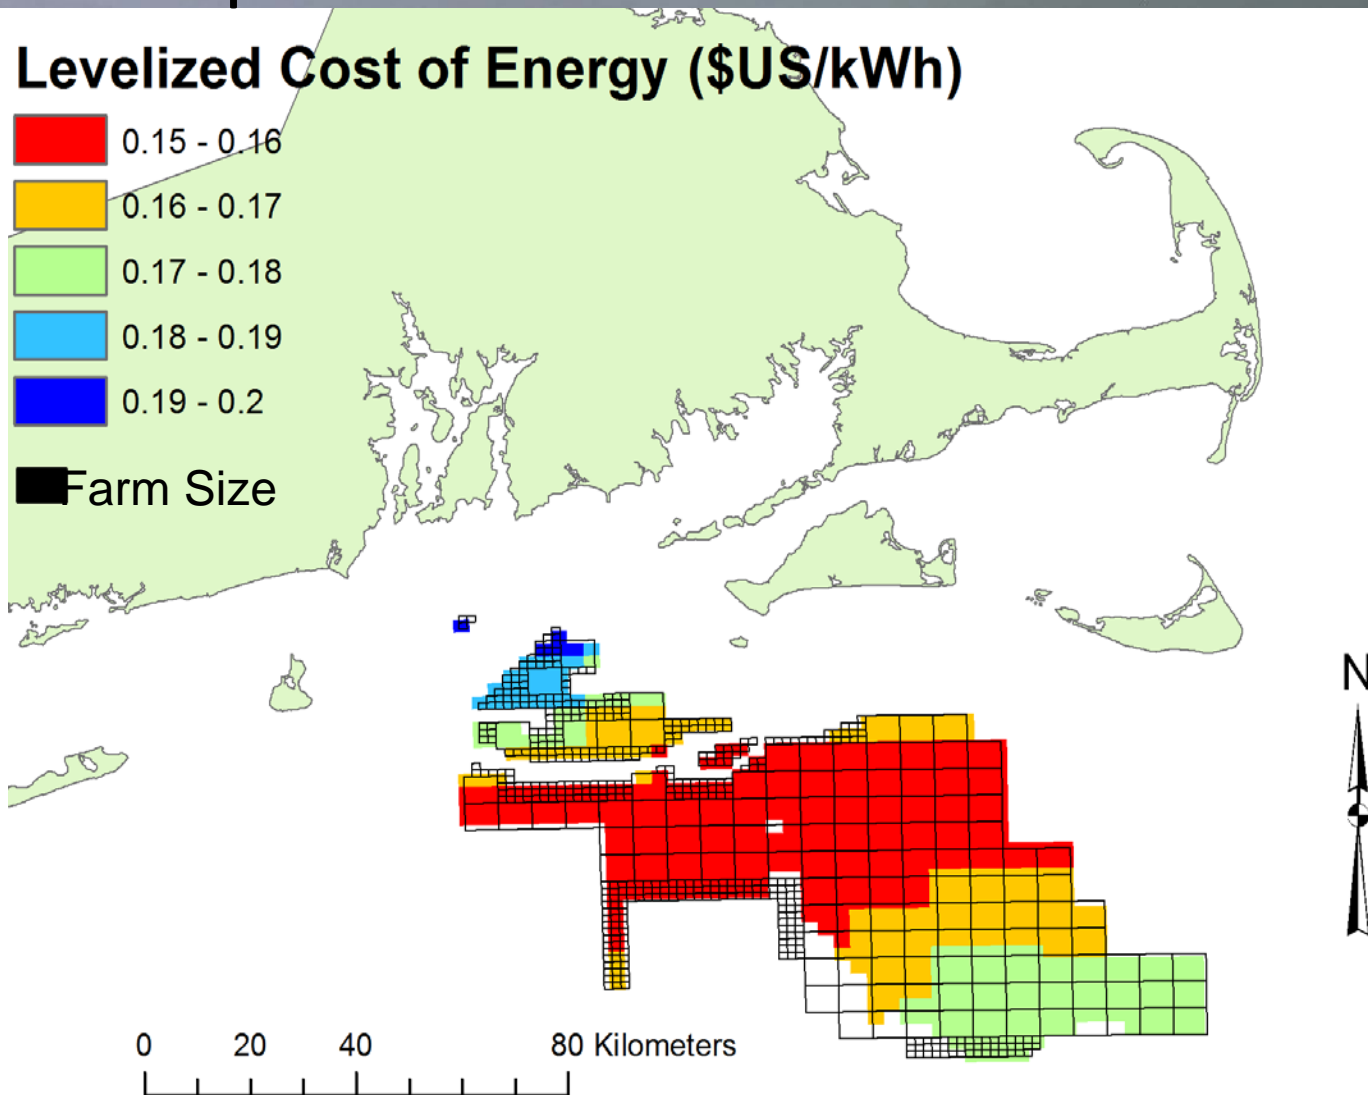 Levelized Cost of Energy ($US/kWh)
0.15 - 0.16
0.16 - 0.17
0.17 - 0.18
0.18 - 0.19
0.19 - 0.2
Farm Size
N
0 20 40 80 Kilometers